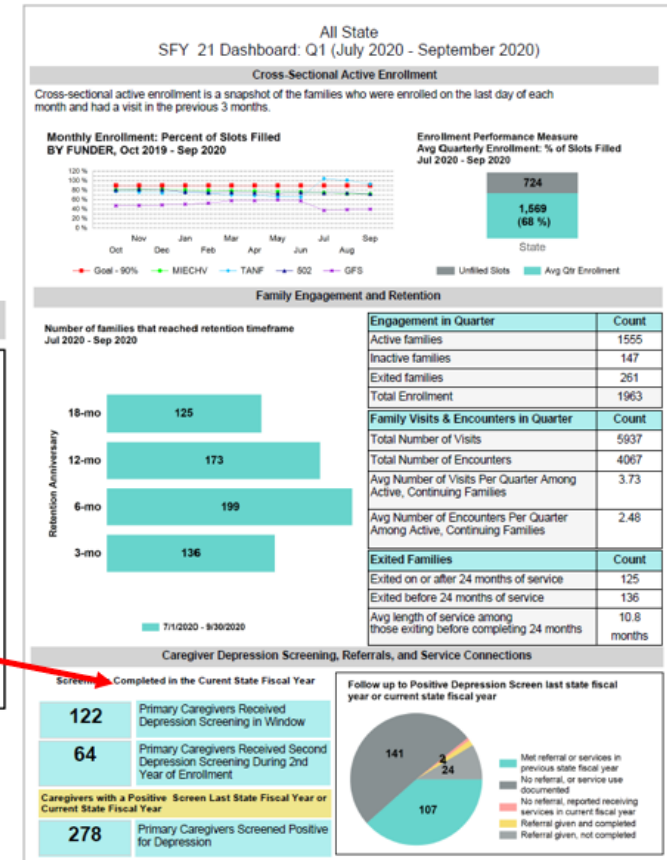 All State
SFY 21 Dashboard: Q1 (July 2020 - September 2020)
Cross-Sectional Active Enrollment
Cross-sectional active enrollment is a snapshot of the families who were enrolled on the last day of each
month and had a visit in the previous 3 months.
Monthly Enrollment: Percent of Slots Filled
BY FUNDER, Oct 2019 - Sep 2020
120 %
100 %
80 %
60 %
40 %
20 %
0 %
Nov Jan Mar May Jul Sep
Oct Dec Feb Apr Jun Aug
Goal - 90% MIECHV TANF 502 GFS
Enrollment Performance Measure
Avg Quarterly Enrollment: % of Slots Filled
Jul 2020 - Sep 2020
724
1,569
(68 %)
State
Unfilled Slots Avg Qtr Enrollment
Family Engagement and Retention
Number of families that reached retention timeframe
Jul 2020 - Sep 2020
Retention Anniversary
18-mo 125
12-mo 173
6-mo 199
3-mo 136
7/1/2020 - 9/30/2020
Engagement in Quarter Count
Active families 1555
Inactive families 147
Exited families 261
Total Enrollment 1963
Family Visits & Encounters in Quarter Count
Total Number of Visits 5937
Total Number of Encounters 4067
Avg Number of Visits Per Quarter Among 3.73
Active, Continuing Families
Avg Number of Encounters Per Quarter 2.48
Among Active, Continuing Families
Exited Families Count
Exited on or after 24 months of service 125
Exited before 24 months of service 136
Avg length of service among 10.8
those exiting before completing 24 months months
Caregiver Depression Screening, Referrals, and Service Connections
Completed in the Curent State Fiscal Year
122 Primary Caregivers Received
Depression Screening in Window
64 Primary Caregivers Received Second
Depression Screening During 2nd
Year of Enrollment
Caregivers with a Positive Screen Last State Fiscal Year or
Current State Fiscal Year
278 Primary Caregivers Screened Positive
for Depression
Follow up to Positive Depression Screen last state fiscal
year or current state fiscal year
141
2
24
107
Met referral or services in
previous state fiscal year
No referral, or service use
documented
No referral, reported receiving
services in current fiscal year
Referral given and completed
Referral given, not completed